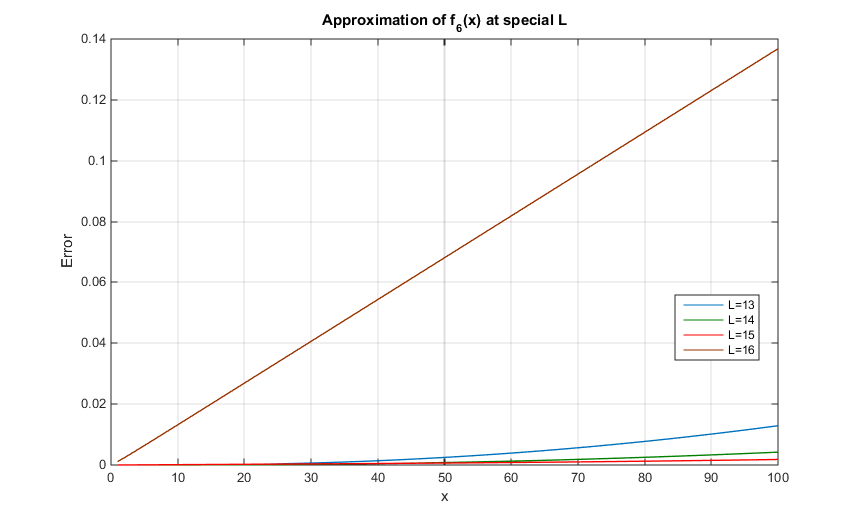 Approximation of f6(x) at special L
0.14
0.12
0.1
0.08
0.06
0.04
0.02
0
Error
L=13
L=14
L=15
L=16
0 10 20 30 40 50 60 70 80 90 100
x